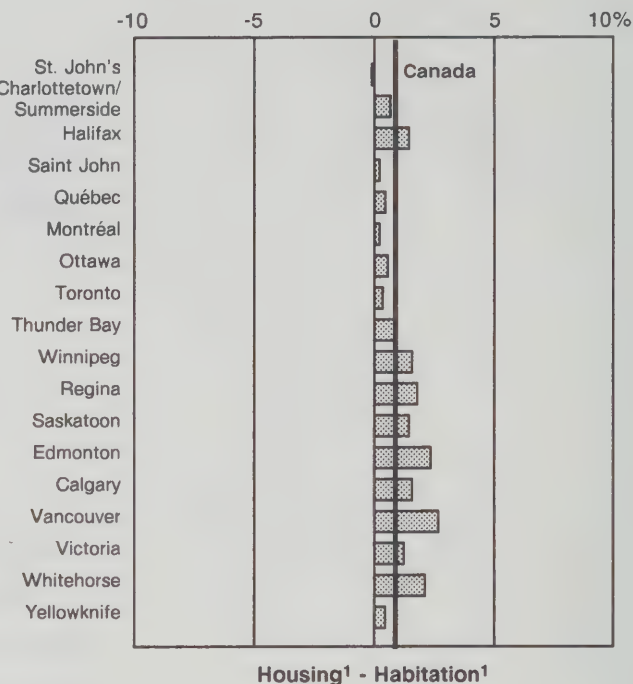 -10 -5 0 5 10%
St. John's
Canada
Charlottetown/
Summerside
Halifax
Saint John
Québec
Montréal
Ottawa
Toronto
Thunder Bay
Winnipeg
Regina
Saskatoon
Edmonton
Calgary
Vancouver
Victoria
Whitehorse
Yellowknife
Housing¹ - Habitation¹